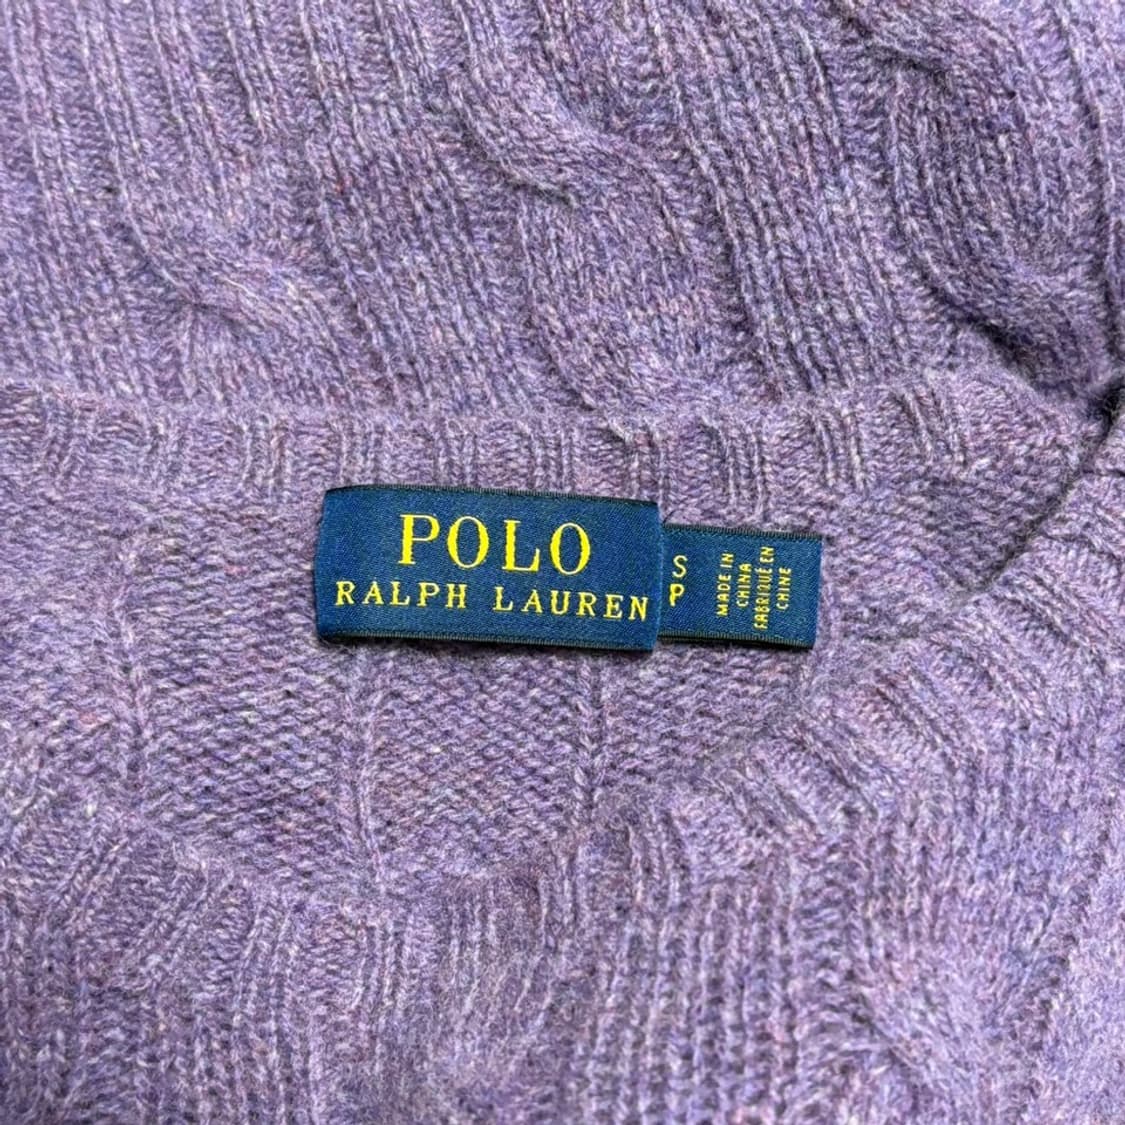 POLO
RALPH LAUREN
S
P
MADE IN
CHINA
FABRIQUÉ EN
CHINE